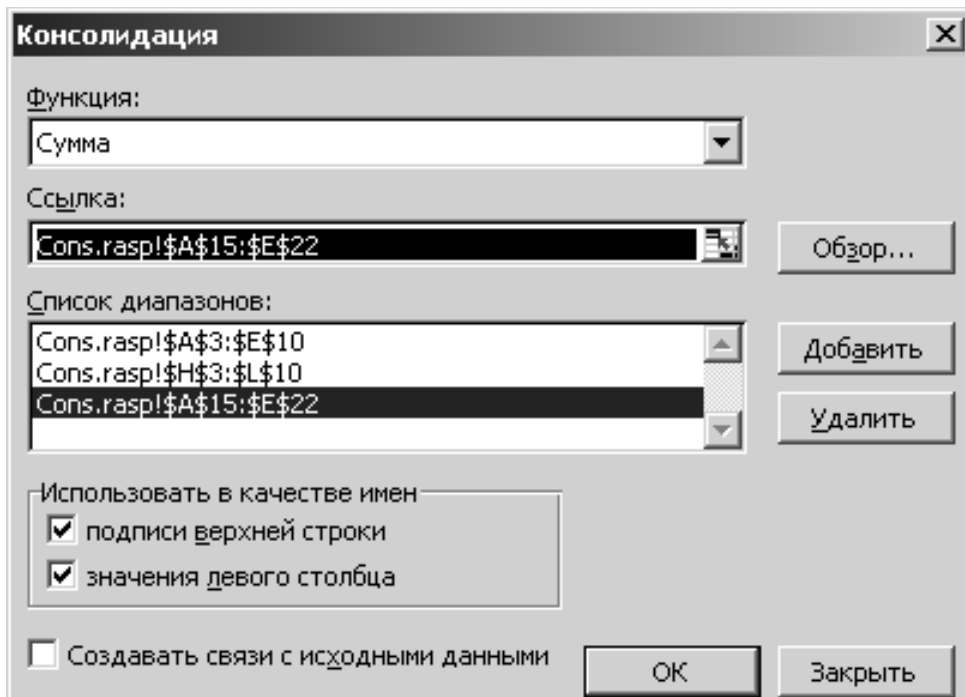 Консолидация
Функция:
Сумма
Ссылка:
Cons.rasp!$A$15:$E$22
Обзор...
Список диапазонов:
Cons.rasp!$A$3:$E$10
Cons.rasp!$H$3:$L$10
Cons.rasp!$A$15:$E$22
Добавить
Удалить
Использовать в качестве имен
подписи верхней строки
значения левого столбца
Создавать связи с исходными данными
ОК
Закрыть